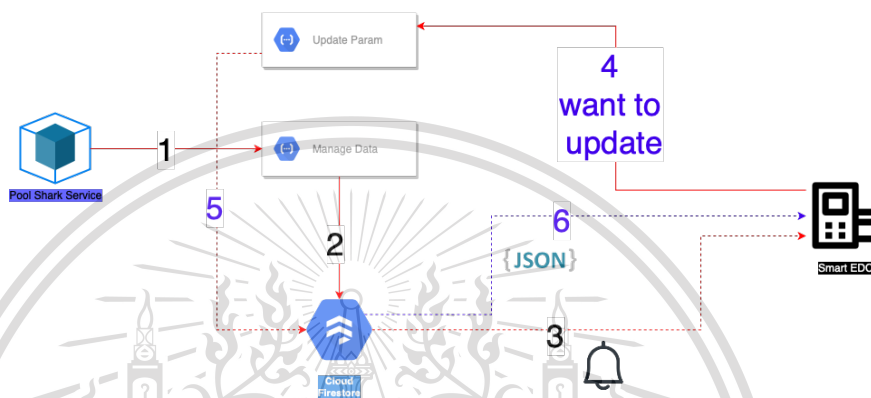 Update Param
4
want to
update
Pool Shark Service
1
Manage Data
5
2
6
{JSON}
Smart EDC
3
Cloud
Firestore